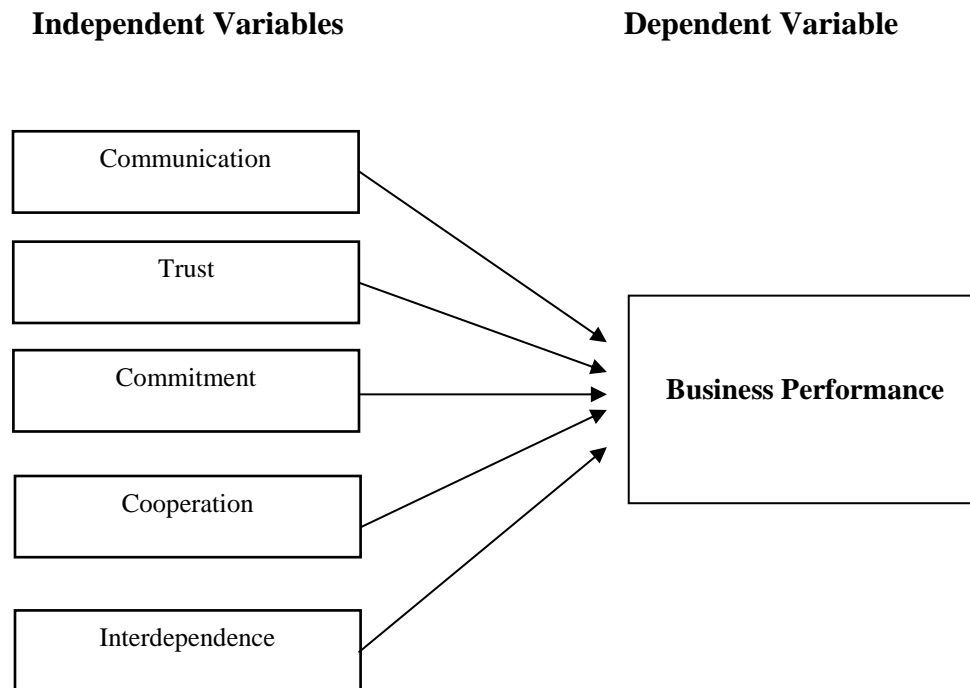 Independent Variables
Dependent Variable
Communication
Trust
Commitment
Cooperation
Interdependence
Business Performance